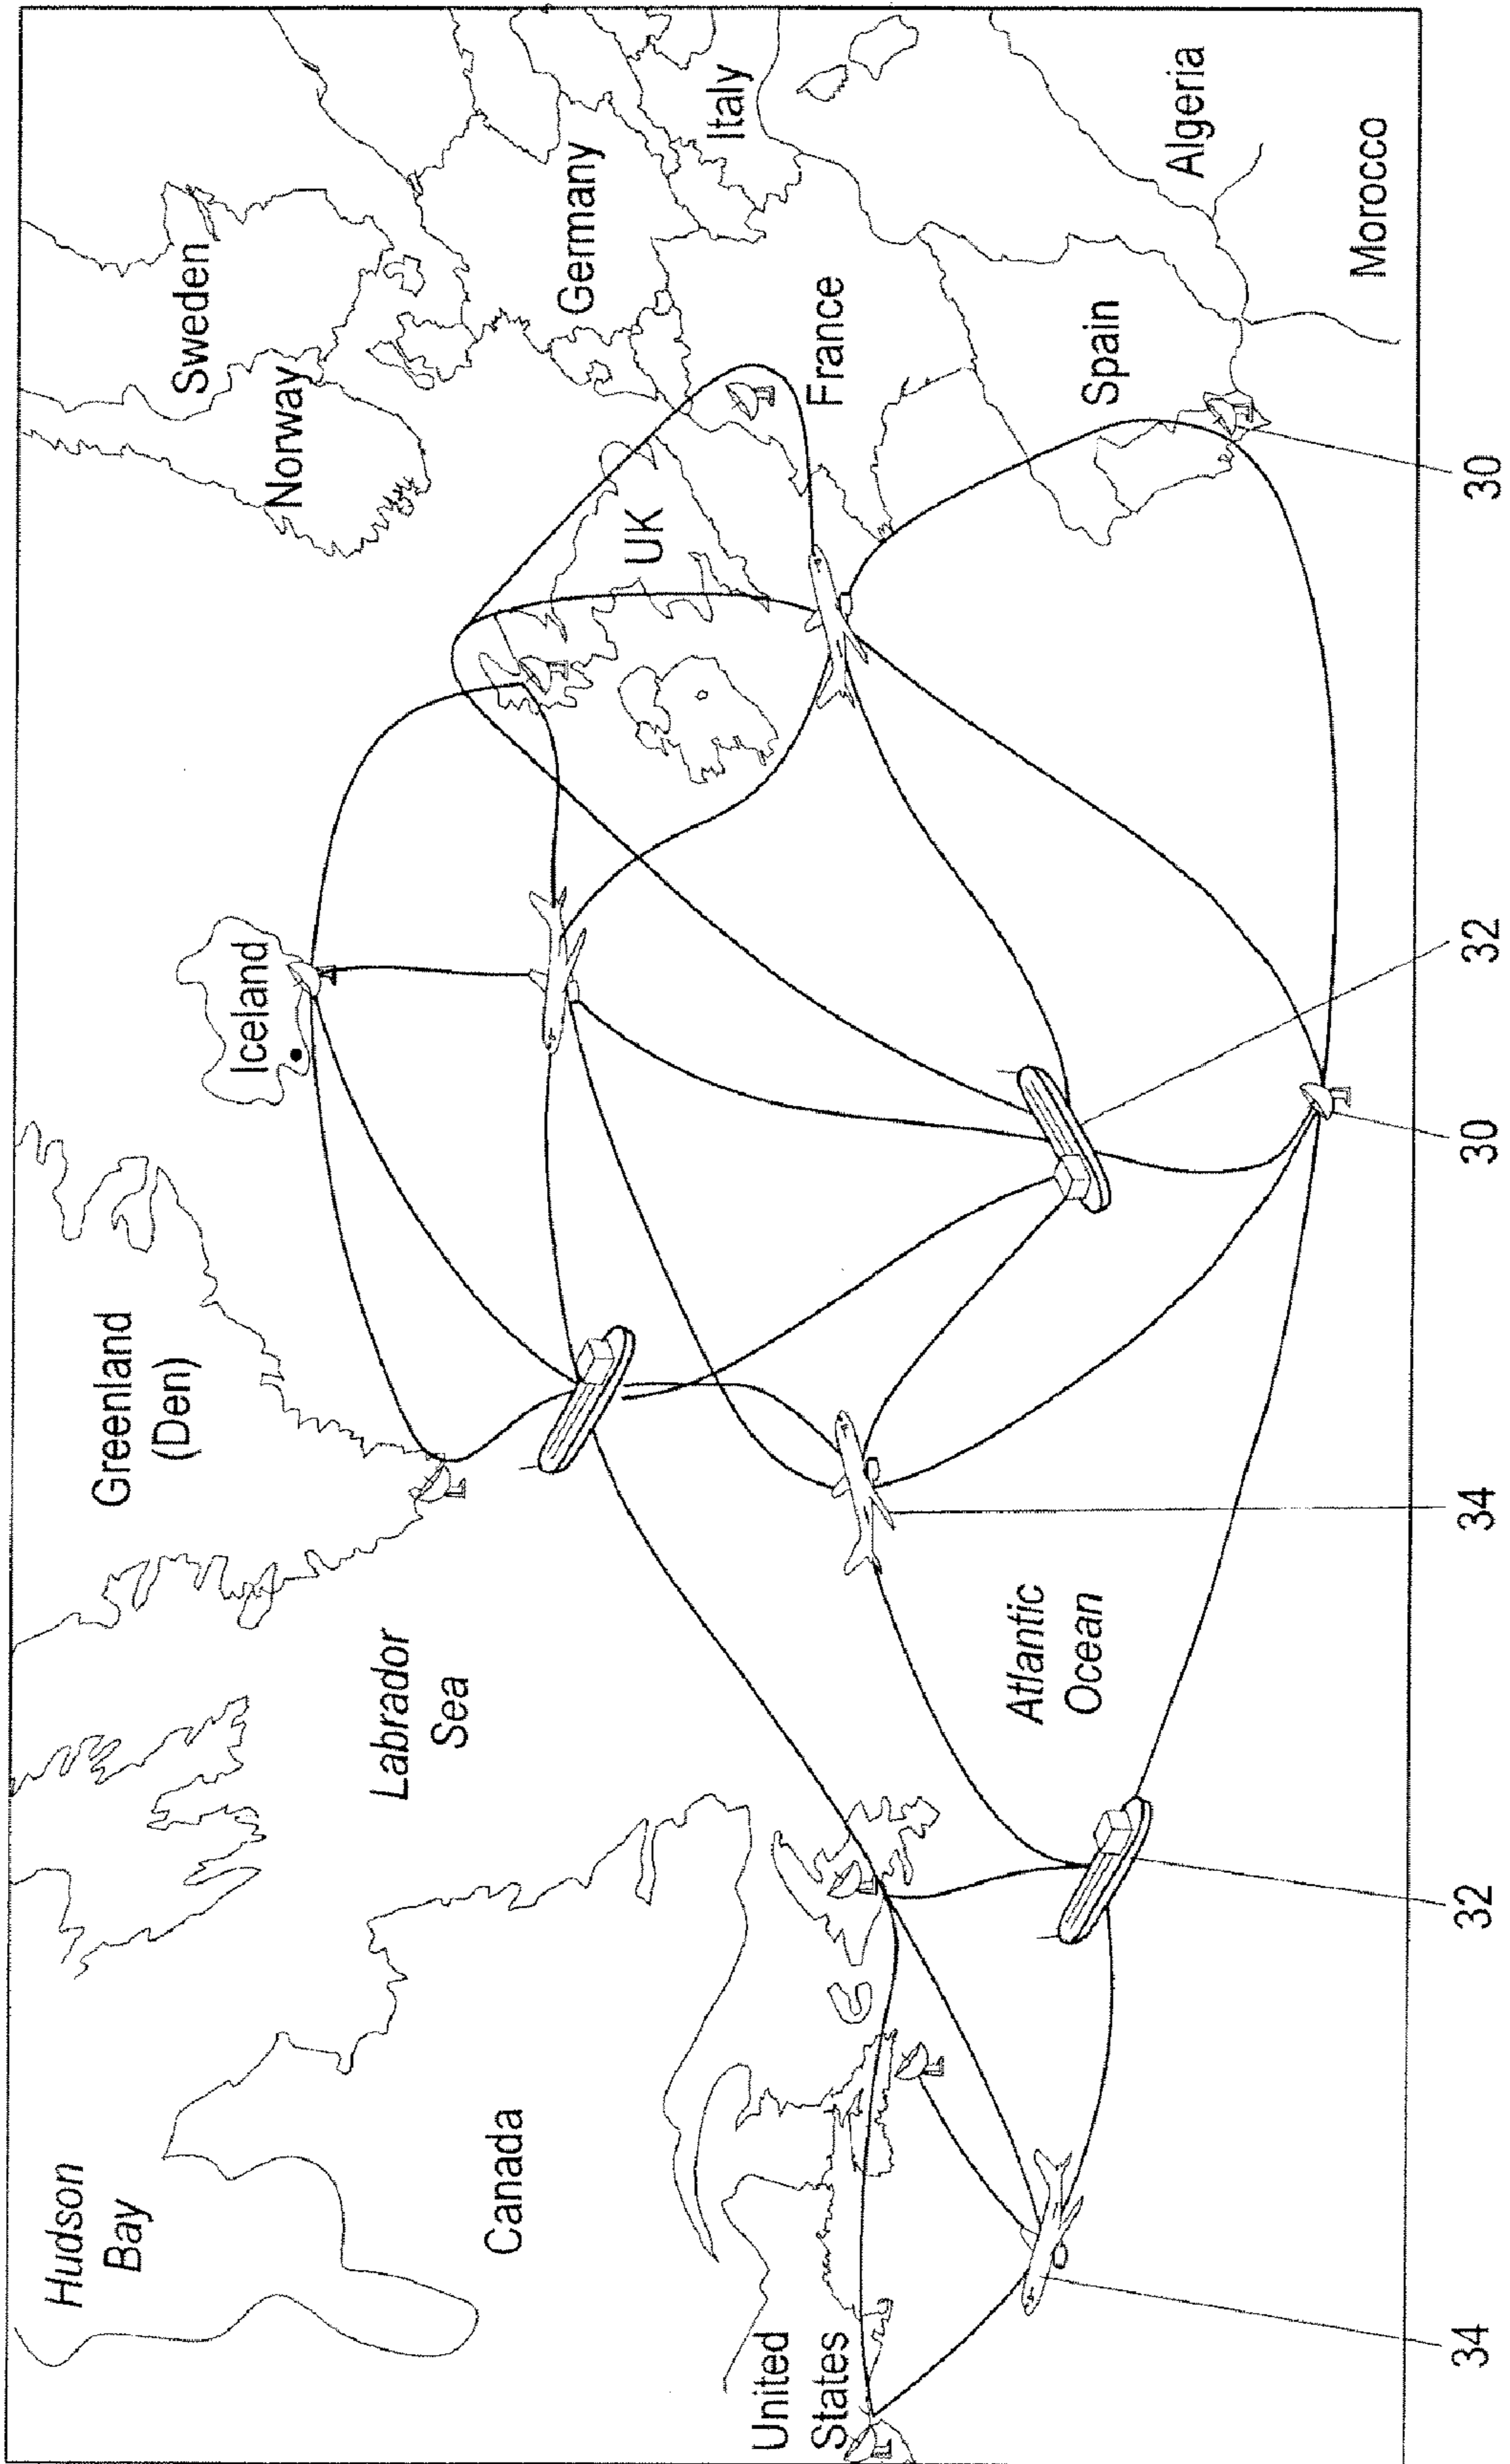 Hudson
Bay
Greenland
(Den)
Iceland
Norway
Sweden
Labrador
Sea
Canada
UK
Germany
Italy
United
States
France
Atlantic
Ocean
Spain
Algeria
Morocco
34
32
34
30
32
30